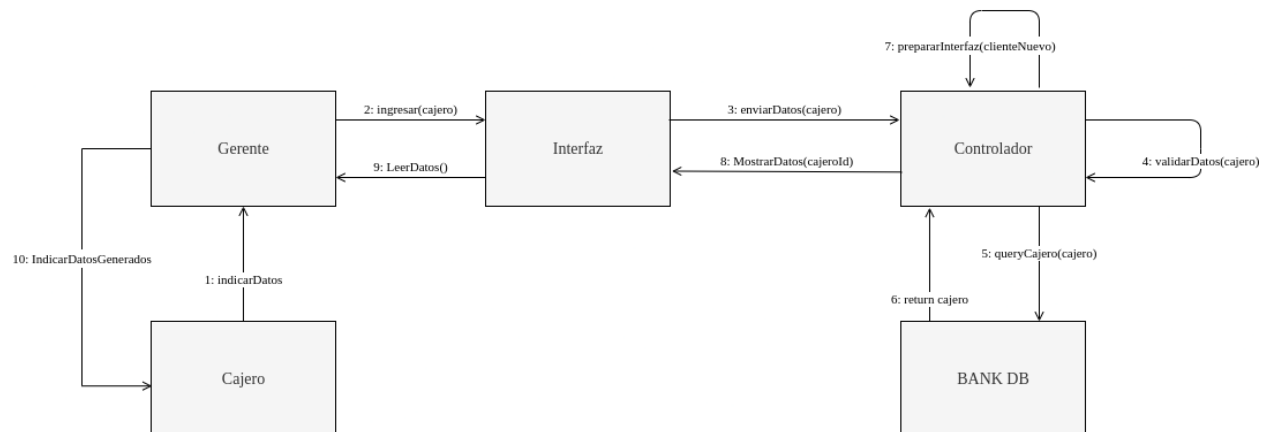 7: prepararInterfaz(clienteNuevo)
2: ingresar(cajero)
3: enviarDatos(cajero)
Gerente
Interfaz
Controlador
9: LeerDatos()
8: MostrarDatos(cajeroId)
4: validarDatos(cajero)
10: IndicarDatosGenerados
1: indicarDatos
5: queryCajero(cajero)
6: return cajero
Cajero
BANK DB